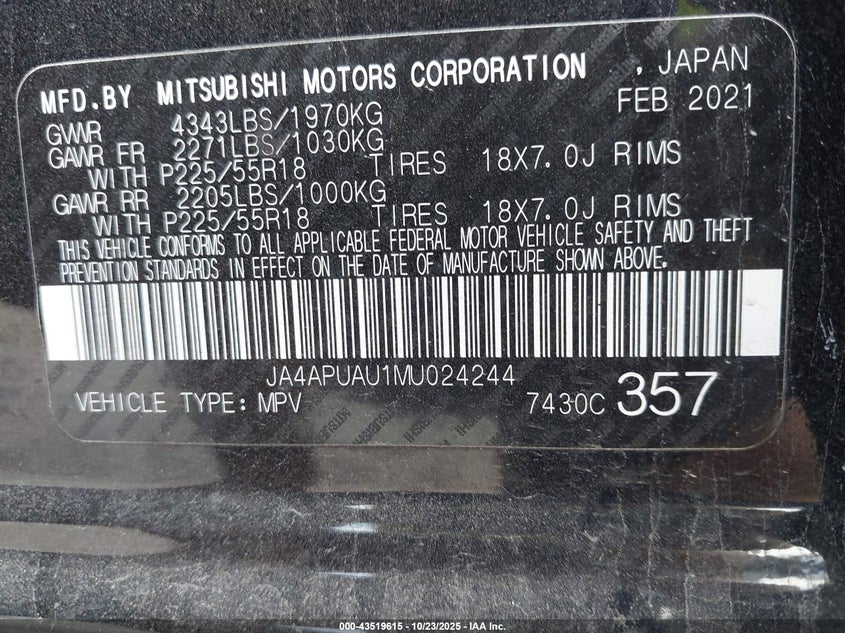 MFD.BY MITSUBISHI MOTORS CORPORATION , JAPAN
FEB 2021
GVWR 4343LBS/1970KG
GAWR FR 2271LBS/1030KG
WITH P225/55R18 TIRES 18X7.0J RIMS
GAWR RR 2205LBS/1000KG
WITH P225/55R18 TIRES 18X7.0J RIMS
THIS VEHICLE CONFORMS TO ALL APPLICABLE FEDERAL MOTOR VEHICLE SAFETY AND THEFT
PREVENTION STANDARDS IN EFFECT ON THE DATE OF MANUFACTURE SHOWN ABOVE.
JA4APUAU1MU024244
VEHICLE TYPE: MPV 7430C 357
000-43519615 - 10/23/2025 - IAA Inc.